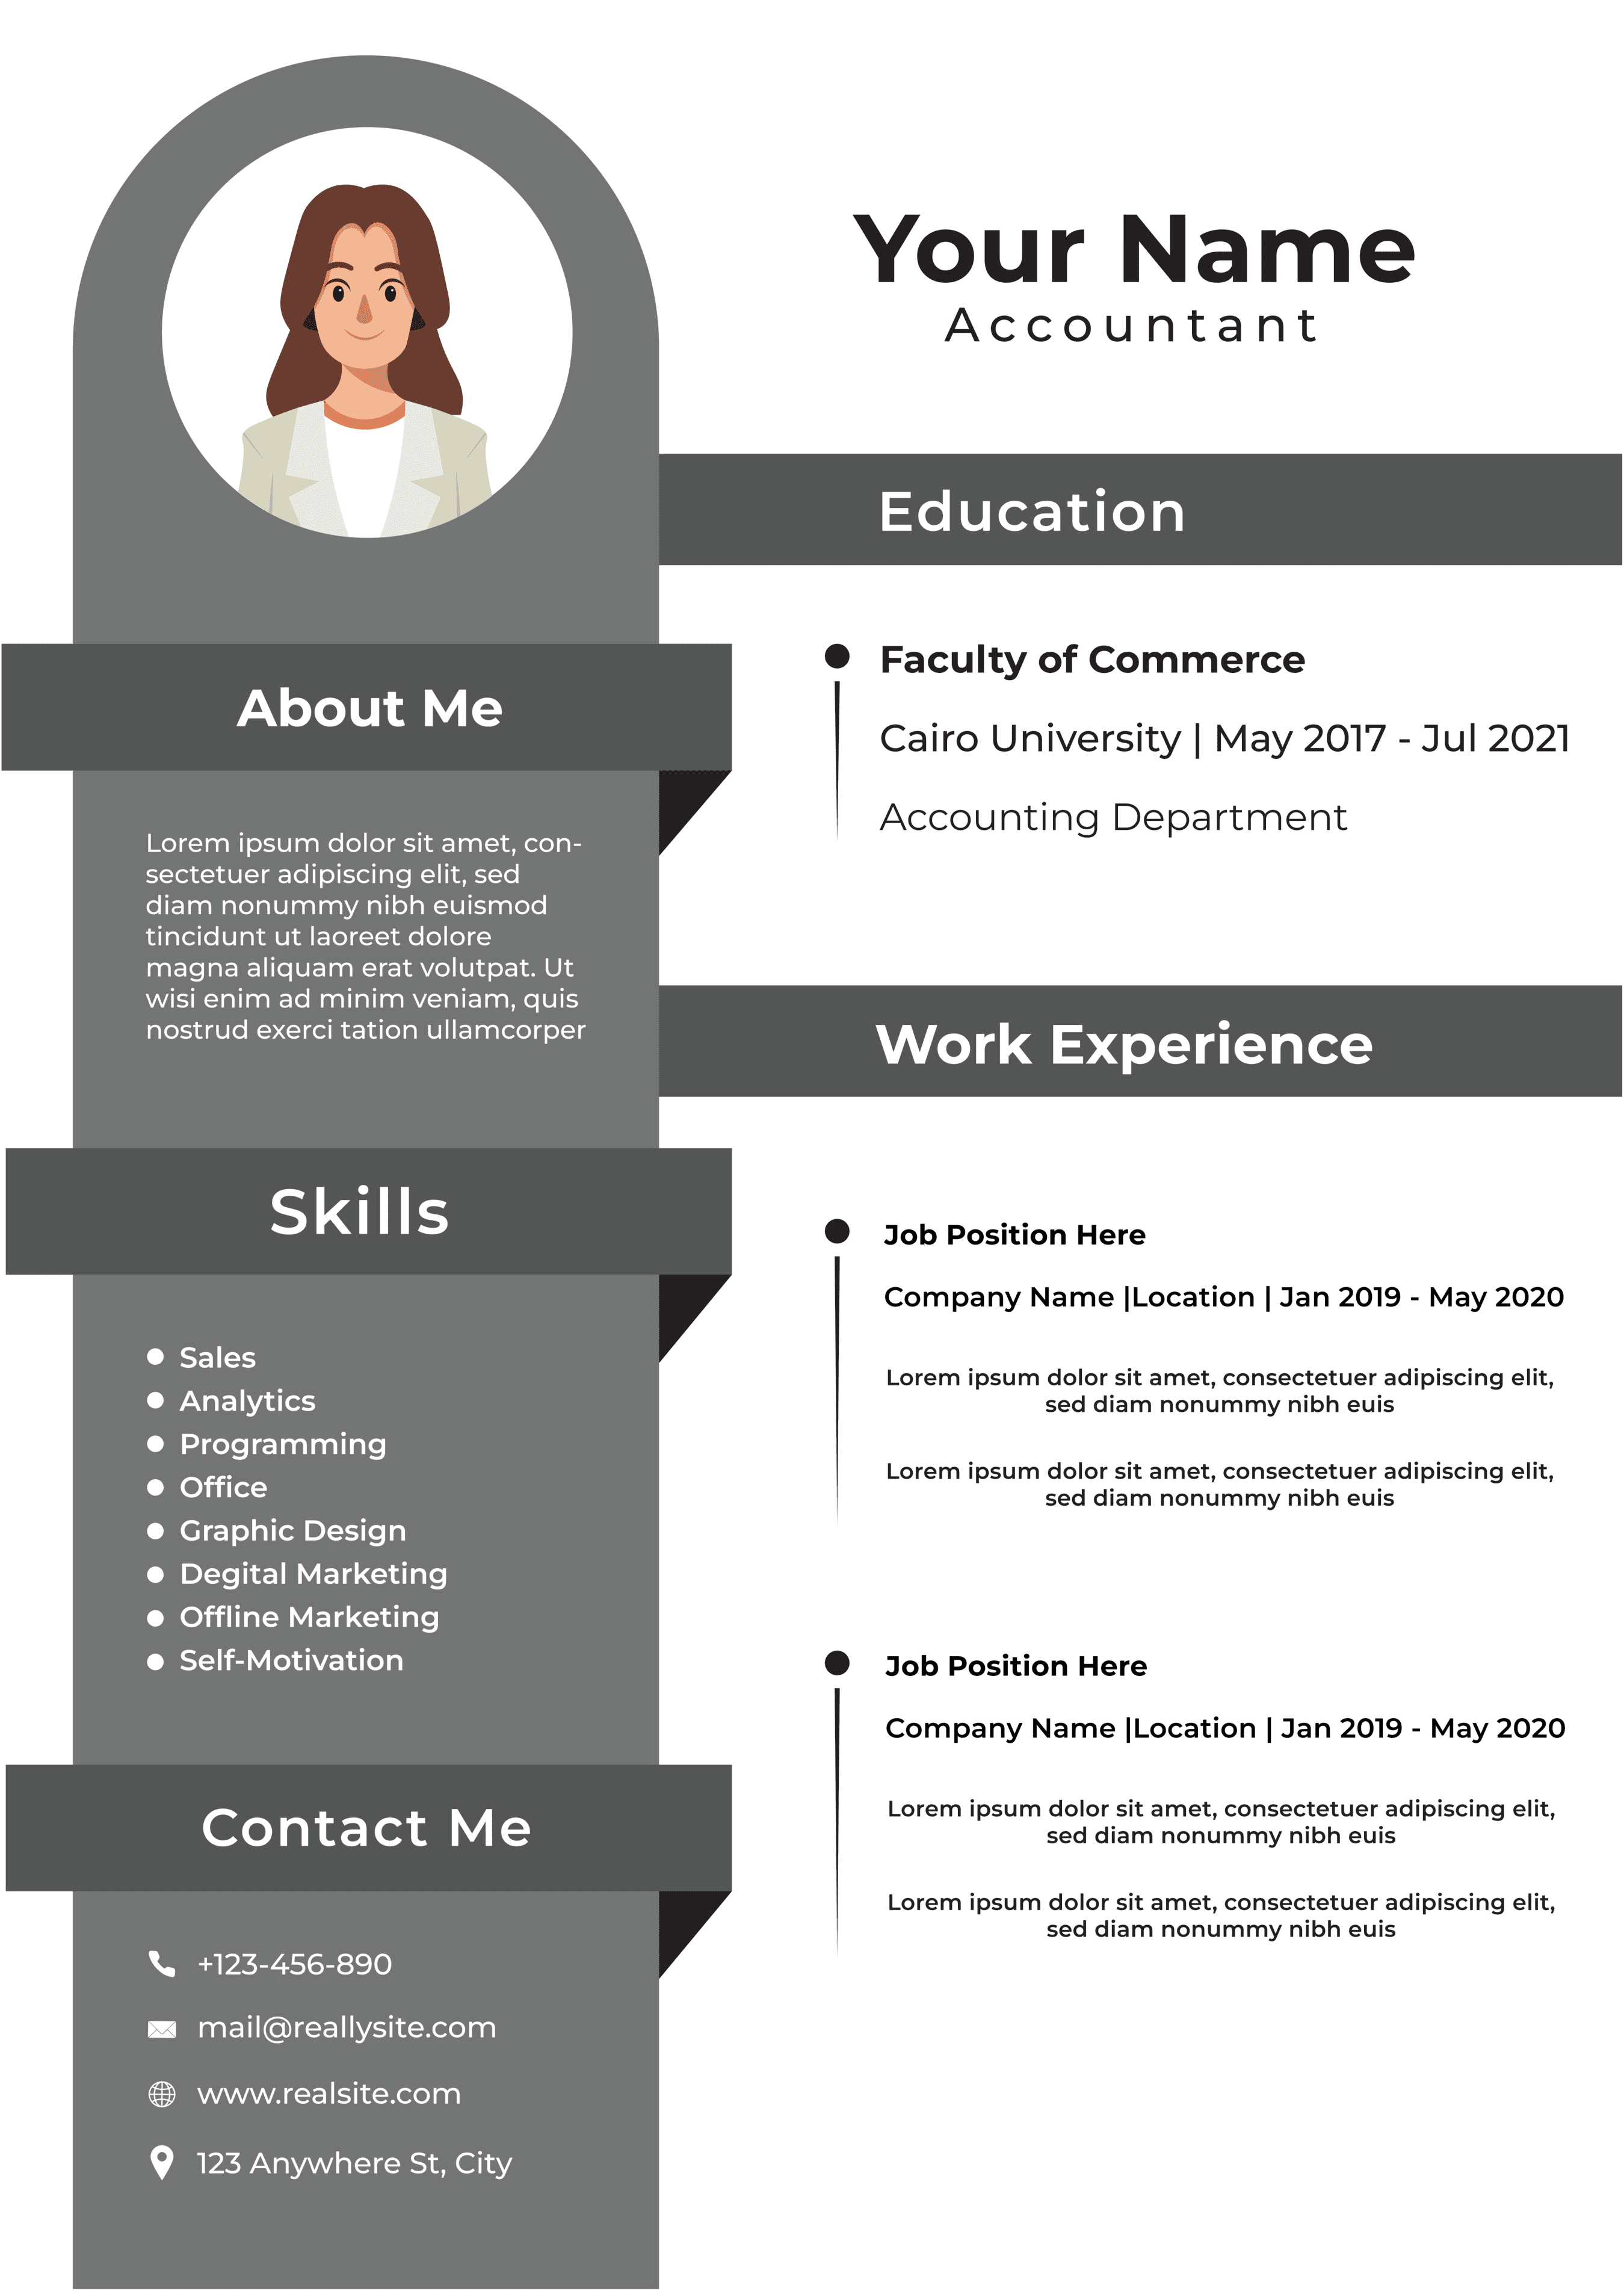 Your Name
Accountant
Education
Faculty of Commerce
Cairo University | May 2017 - Jul 2021
Accounting Department
Work Experience
Job Position Here
Company Name |Location | Jan 2019 - May 2020
Lorem ipsum dolor sit amet, consectetuer adipiscing elit,
sed diam nonummy nibh euis
Lorem ipsum dolor sit amet, consectetuer adipiscing elit,
sed diam nonummy nibh euis
Job Position Here
Company Name |Location | Jan 2019 - May 2020
Lorem ipsum dolor sit amet, consectetuer adipiscing elit,
sed diam nonummy nibh euis
Lorem ipsum dolor sit amet, consectetuer adipiscing elit,
sed diam nonummy nibh euis
About Me
Lorem ipsum dolor sit amet, con-
sectetuer adipiscing elit, sed
diam nonummy nibh euismod
tincidunt ut laoreet dolore
magna aliquam erat volutpat. Ut
wisi enim ad minim veniam, quis
nostrud exerci tation ullamcorper
Skills
Sales
Analytics
Programming
Office
Graphic Design
Degital Marketing
Offline Marketing
Self-Motivation
Contact Me
+123-456-890
mail@reallysite.com
www.realsite.com
123 Anywhere St, City